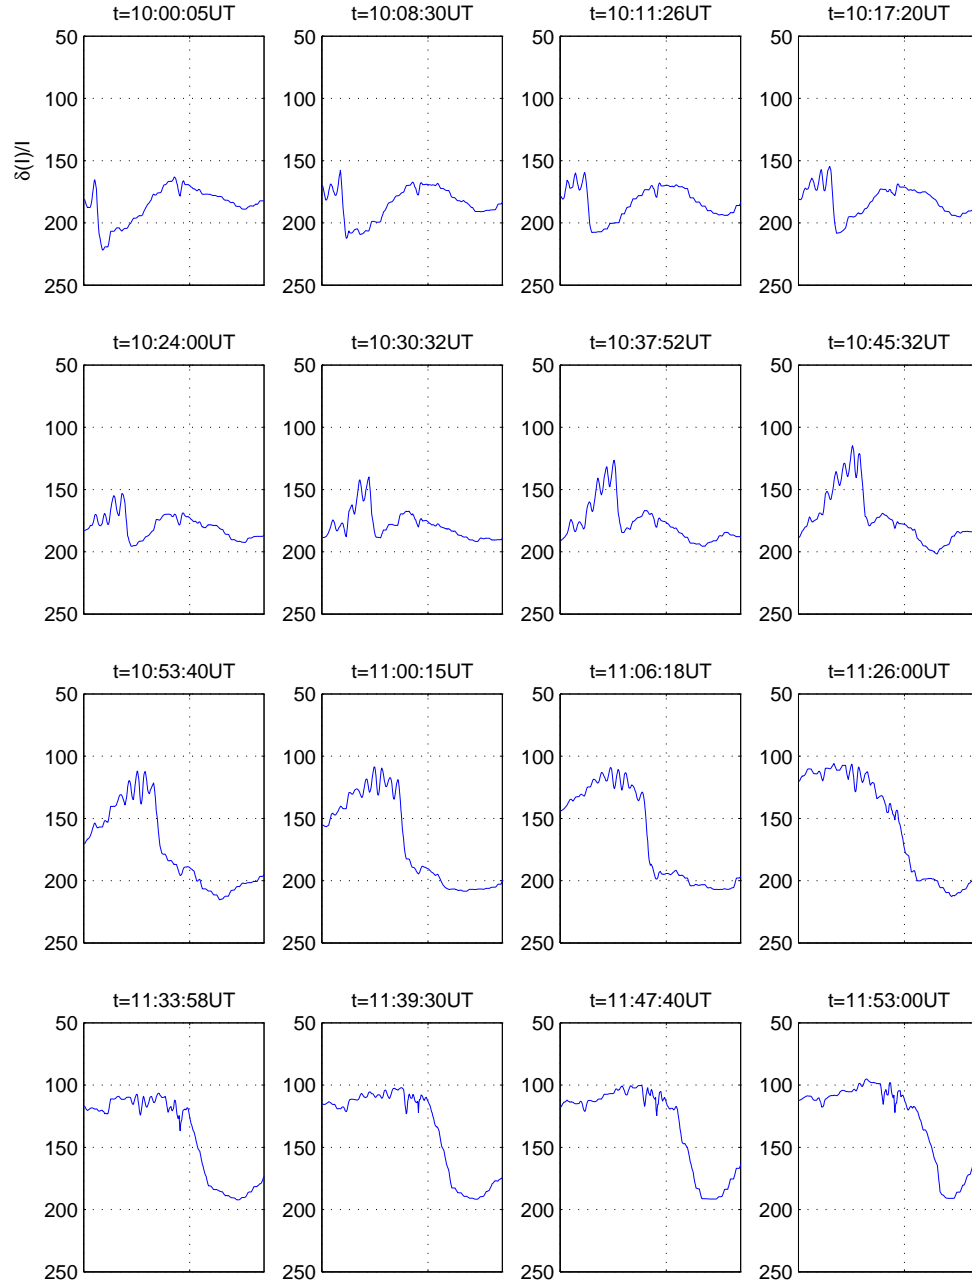 t=10:00:05UT t=10:08:30UT t=10:11:26UT t=10:17:20UT
50 50 50 50
100 100 100 100
150 150 150 150
200 200 200 200
250 250 250 250
δ(I)/I
t=10:24:00UT t=10:30:32UT t=10:37:52UT t=10:45:32UT
50 50 50 50
100 100 100 100
150 150 150 150
200 200 200 200
250 250 250 250
t=10:53:40UT t=11:00:15UT t=11:06:18UT t=11:26:00UT
50 50 50 50
100 100 100 100
150 150 150 150
200 200 200 200
250 250 250 250
t=11:33:58UT t=11:39:30UT t=11:47:40UT t=11:53:00UT
50 50 50 50
100 100 100 100
150 150 150 150
200 200 200 200
250 250 250 250